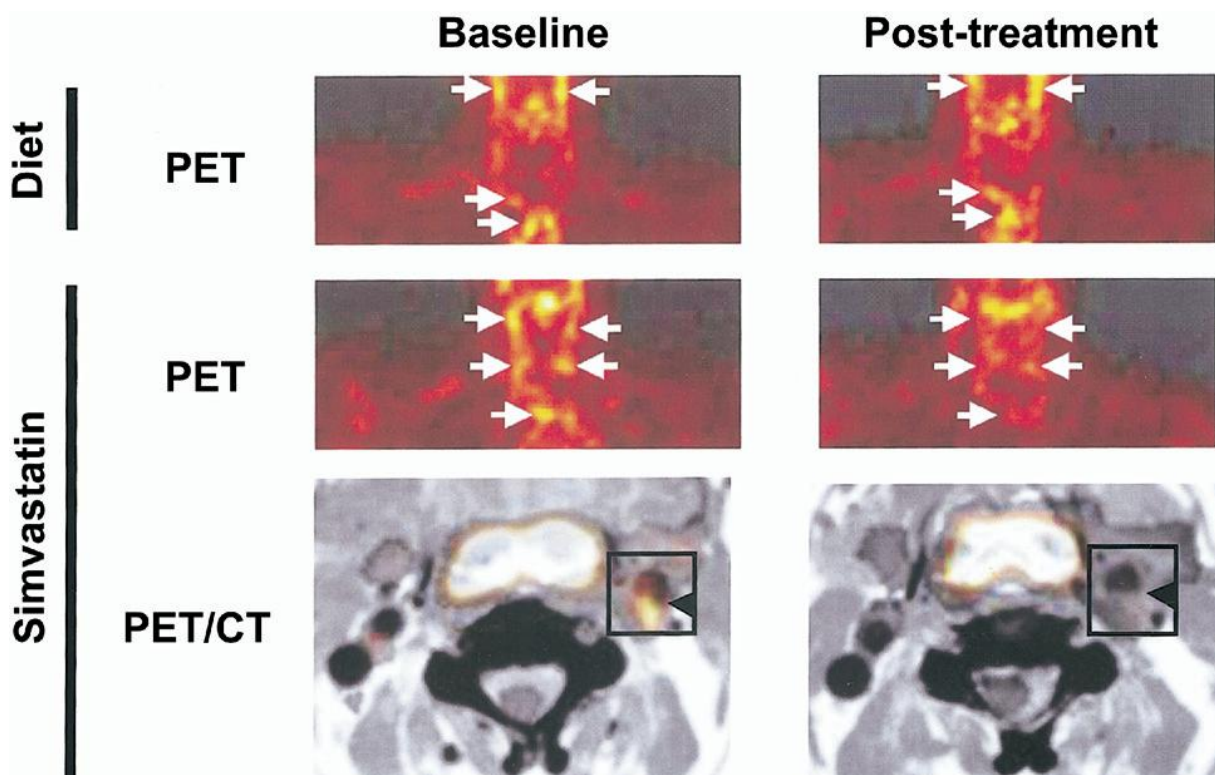 Baseline
Post-treatment
Diet
PET
Simvastatin
PET
PET/CT